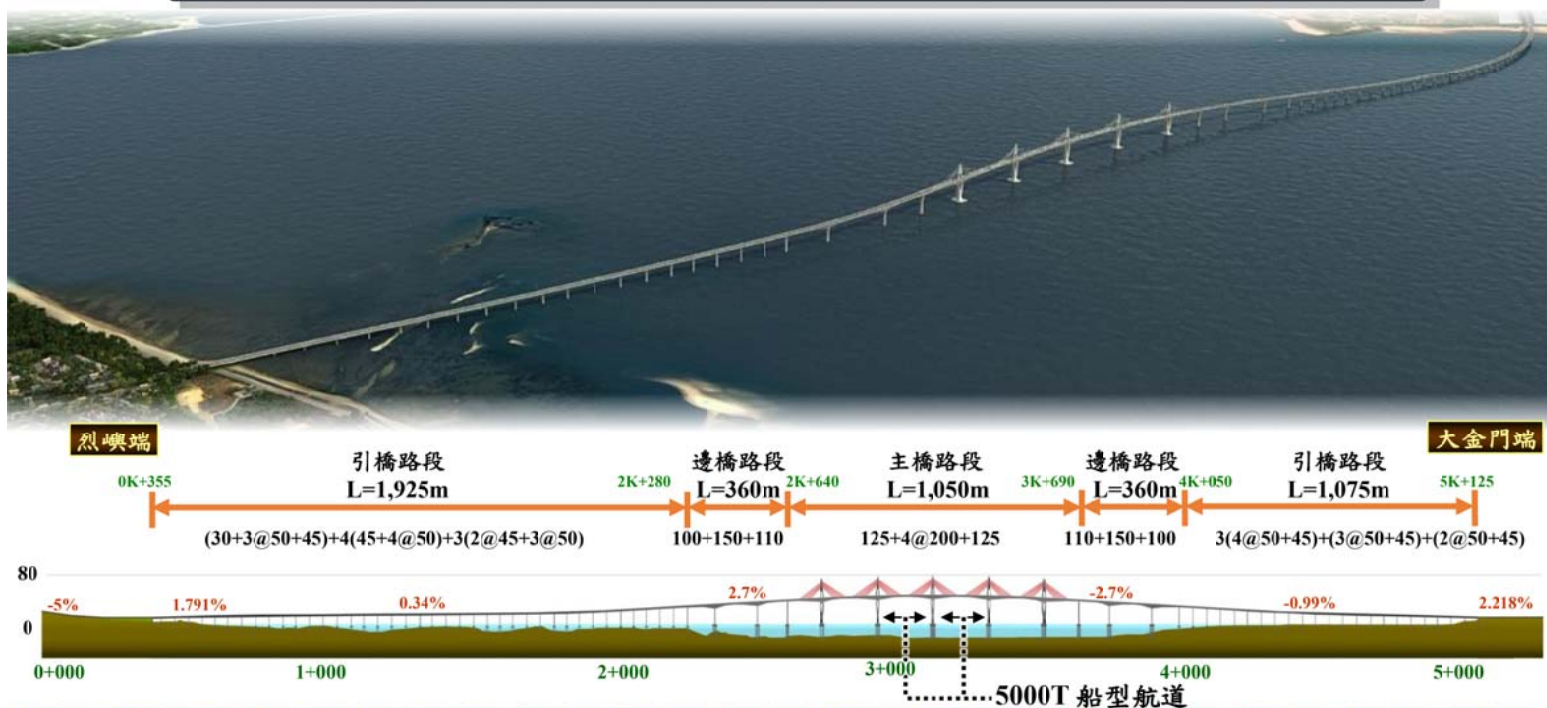 烈嶼端
大金門端
引橋路段 邊橋路段 主橋路段 邊橋路段 引橋路段
0K+355 L=1,925m 2K+280 L=360m 2K+640 L=1,050m 3K+690 L=360m 4K+050 L=1,075m 5K+125
(30+3@50+45)+4(45+4@50)+3(2@45+3@50) 100+150+110 125+4@200+125 110+150+100 3(4@50+45)+(3@50+45)+(2@50+45)
80
-5% 1.791% 0.34% 2.7% -2.7% -0.99% 2.218%
0
0+000 1+000 2+000 3+000 4+000 5+000
5000T 船型航道